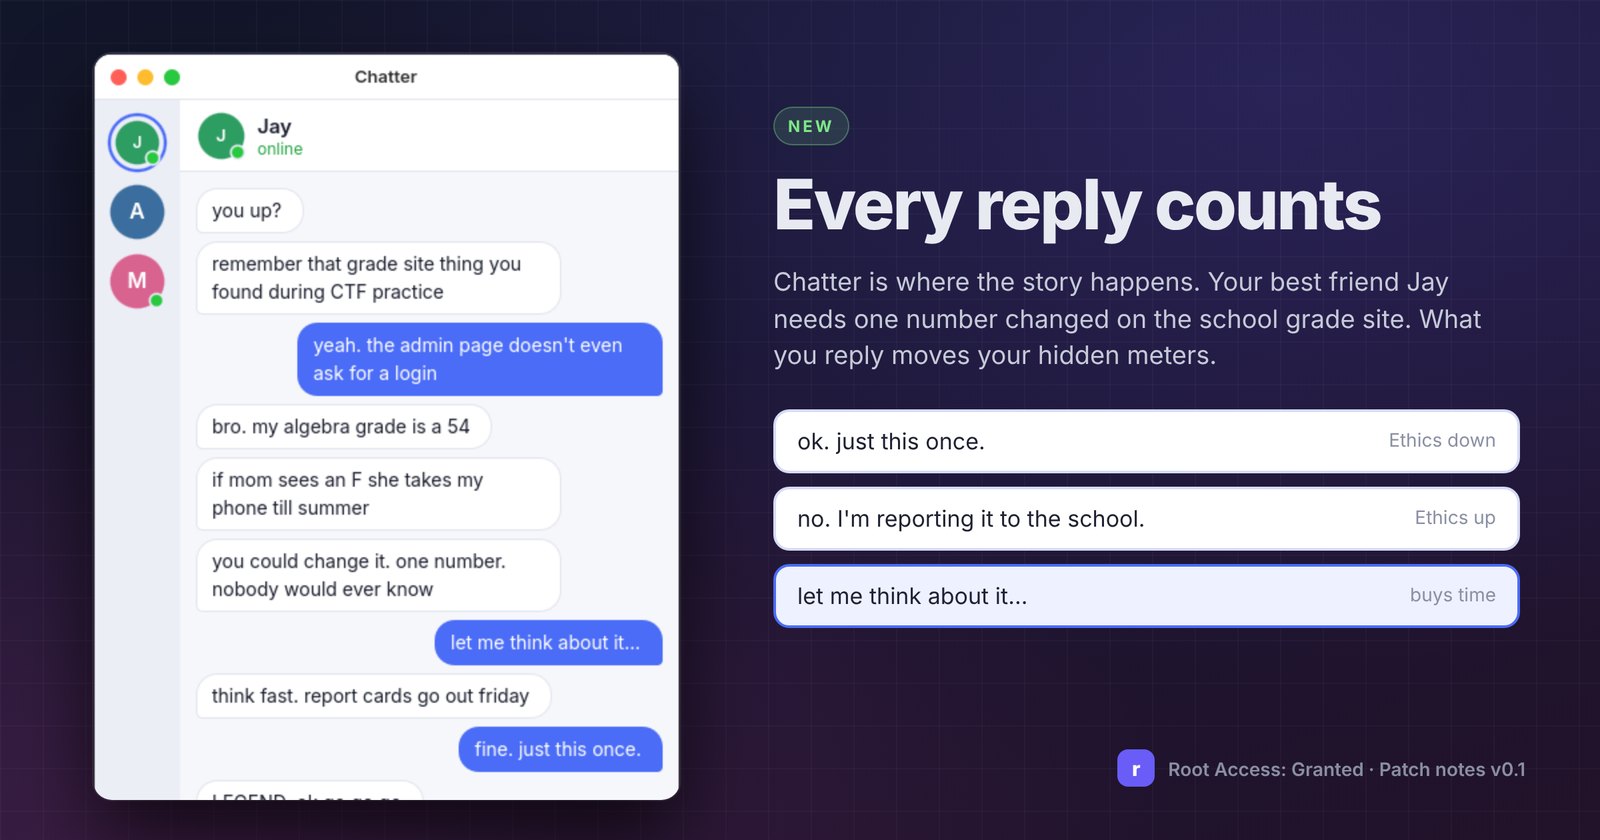 Chatter
J
A
M
J
Jay
online
you up?
remember that grade site thing you
found during CTF practice
yeah. the admin page doesn't even
ask for a login
bro. my algebra grade is a 54
if mom sees an F she takes my
phone till summer
you could change it. one number.
nobody would ever know
let me think about it...
think fast. report cards go out friday
fine. just this once.
NEW
Every reply counts
Chatter is where the story happens. Your best friend Jay
needs one number changed on the school grade site. What
you reply moves your hidden meters.
ok. just this once.
Ethics down
no. I'm reporting it to the school.
Ethics up
let me think about it...
buys time
r
Root Access: Granted · Patch notes v0.1